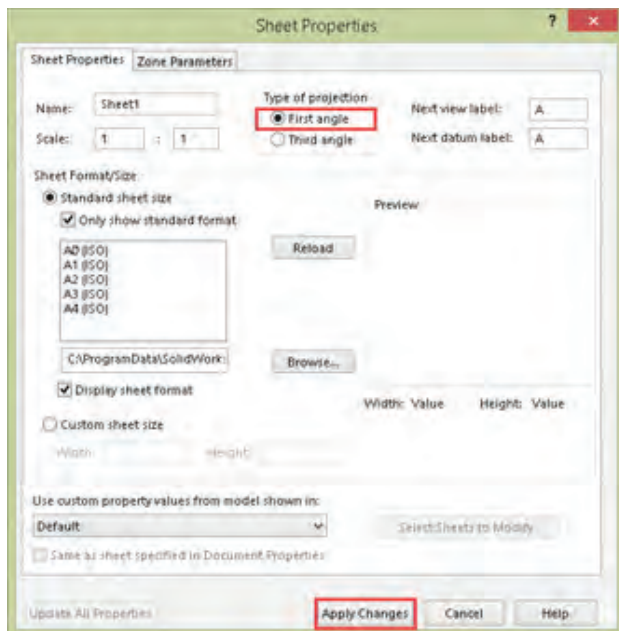 Sheet Properties
?
Sheet Properties
Zone Parameters
Name:
Sheet1
Type of projection
First angle
Third angle
Next view label:
A
Scale:
1
:
1
Next datum label:
A
Sheet Format/Size
Standard sheet size
Only show standard format
A0 (ISO)
A1 (ISO)
A2 (ISO)
A3 (ISO)
A4 (ISO)
Reload
Preview
C:\ProgramData\SolidWork:
Browse...
Display sheet format
Width: Value
Height: Value
Custom sheet size
Width:
Height:
Use custom property values from model shown in:
Default
Select Sheets to Modify
Same as sheet specified in Document Properties
Update All Properties
Apply Changes
Cancel
Help